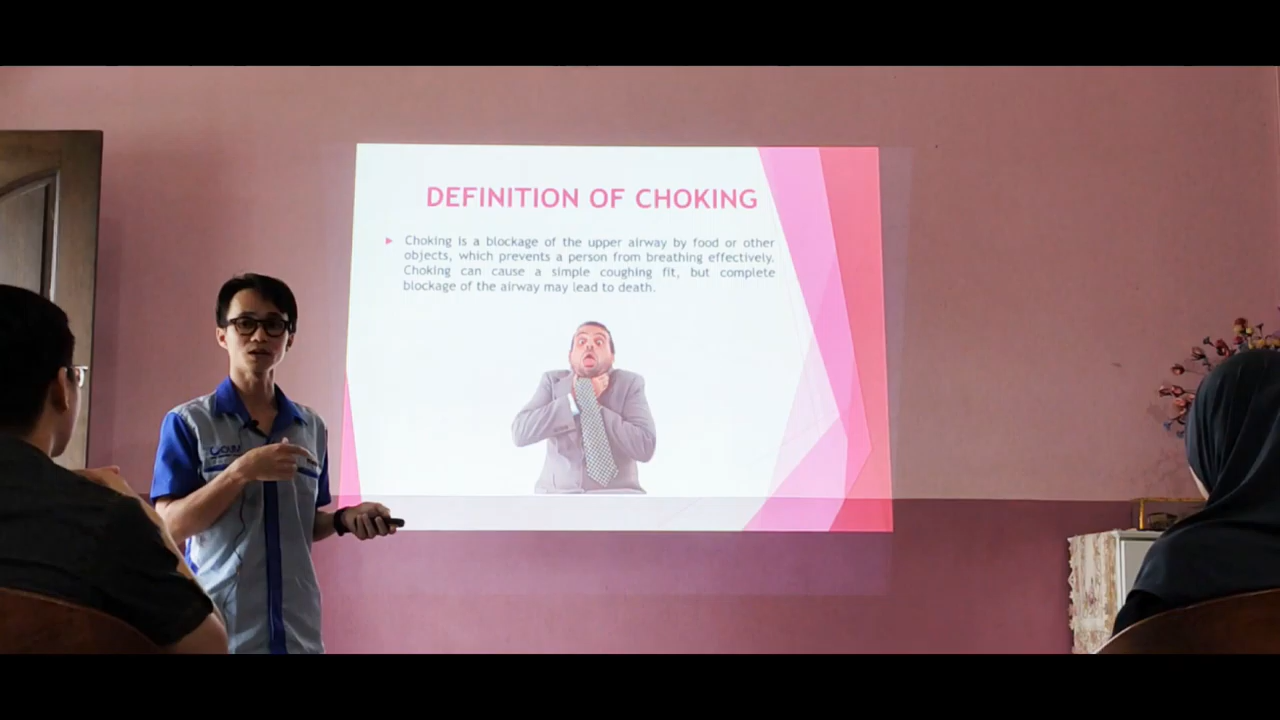 DEFINITION OF CHOKING
Choking is a blockage of the upper airway by food or other
objects, which prevents a person from breathing effectively.
Choking can cause a simple coughing fit, but complete
blockage of the airway may lead to death.